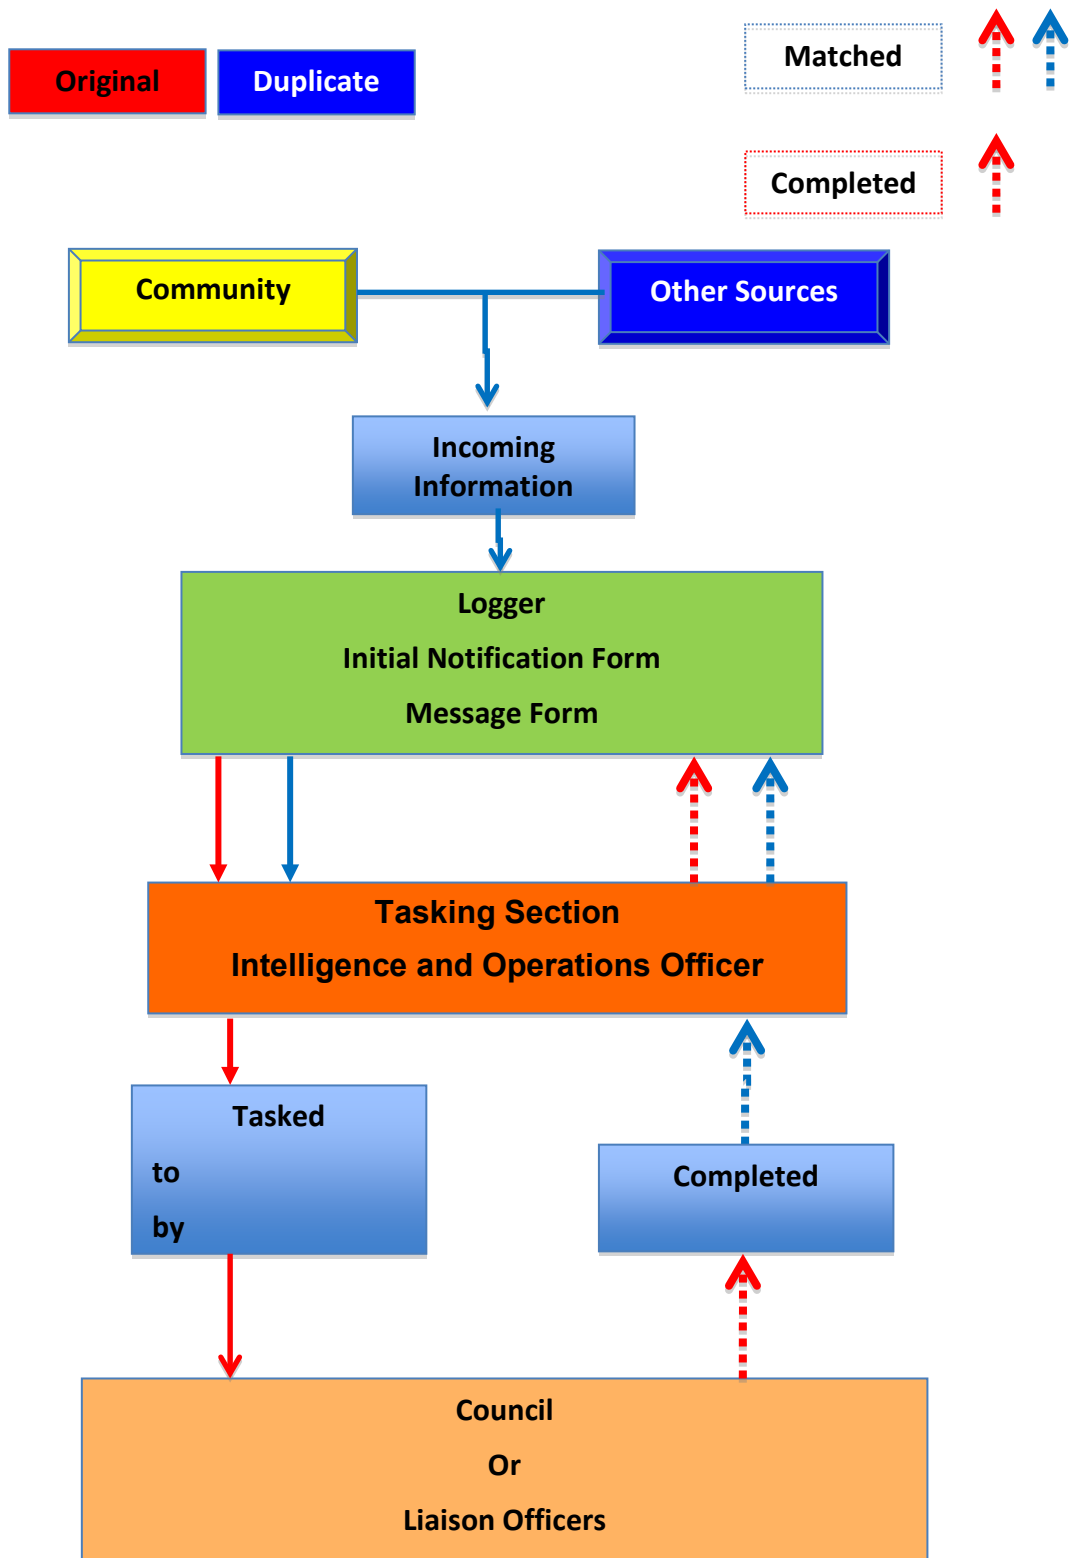 Original
Duplicate
Matched
Completed
Community
Other Sources
Incoming
Information
Logger
Initial Notification Form
Message Form
Tasking Section
Intelligence and Operations Officer
Tasked
to
by
Completed
Council
Or
Liaison Officers